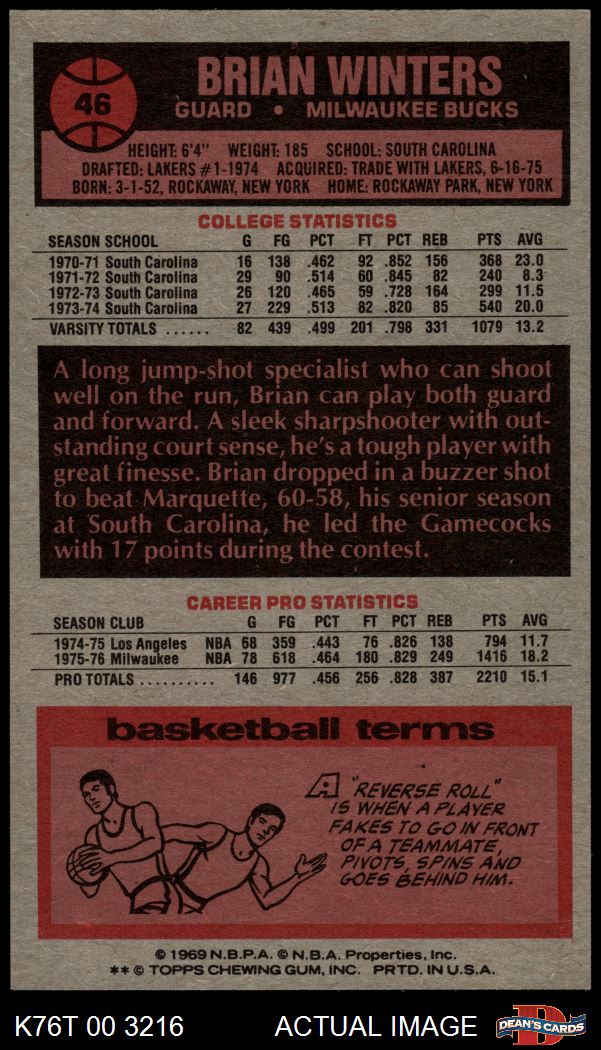 46
BRIAN WINTERS
GUARD • MILWAUKEE BUCKS
HEIGHT: 6'4" WEIGHT: 185 SCHOOL: SOUTH CAROLINA
DRAFTED: LAKERS #1-1974 ACQUIRED: TRADE WITH LAKERS, 6-16-75
BORN: 3-1-52, ROCKAWAY, NEW YORK HOME: ROCKAWAY PARK, NEW YORK
COLLEGE STATISTICS
SEASON SCHOOL G FG PCT FT PCT REB PTS AVG
1970-71 South Carolina 16 138 .462 92 .852 156 368 23.0
1971-72 South Carolina 29 90 .514 60 .845 82 240 8.3
1972-73 South Carolina 26 120 .465 59 .728 164 299 11.5
1973-74 South Carolina 27 229 .513 82 .820 85 540 20.0
VARSITY TOTALS ...... 82 439 .499 201 .798 331 1079 13.2
A long jump-shot specialist who can shoot
well on the run, Brian can play both guard
and forward. A sleek sharpshooter with out-
standing court sense, he's a tough player with
great finesse. Brian dropped in a buzzer shot
to beat Marquette, 60-58, his senior season
at South Carolina, he led the Gamecocks
with 17 points during the contest.
CAREER PRO STATISTICS
SEASON CLUB G FG PCT FT PCT REB PTS AVG
1974-75 Los Angeles NBA 68 359 .443 76 .826 138 794 11.7
1975-76 Milwaukee NBA 78 618 .464 180 .829 249 1416 18.2
PRO TOTALS .......... 146 977 .456 256 .828 387 2210 15.1
basketball terms
A "REVERSE ROLL"
IS WHEN A PLAYER
FAKES TO GO IN FRONT
OF A TEAMMATE,
PIVOTS, SPINS AND
GOES BEHIND HIM.
© 1969 N.B.P.A. © N.B.A. Properties, Inc.
** © TOPPS CHEWING GUM, INC. PRTD. IN U.S.A.
K76T 00 3216 ACTUAL IMAGE
D
DEAN'S CARDS